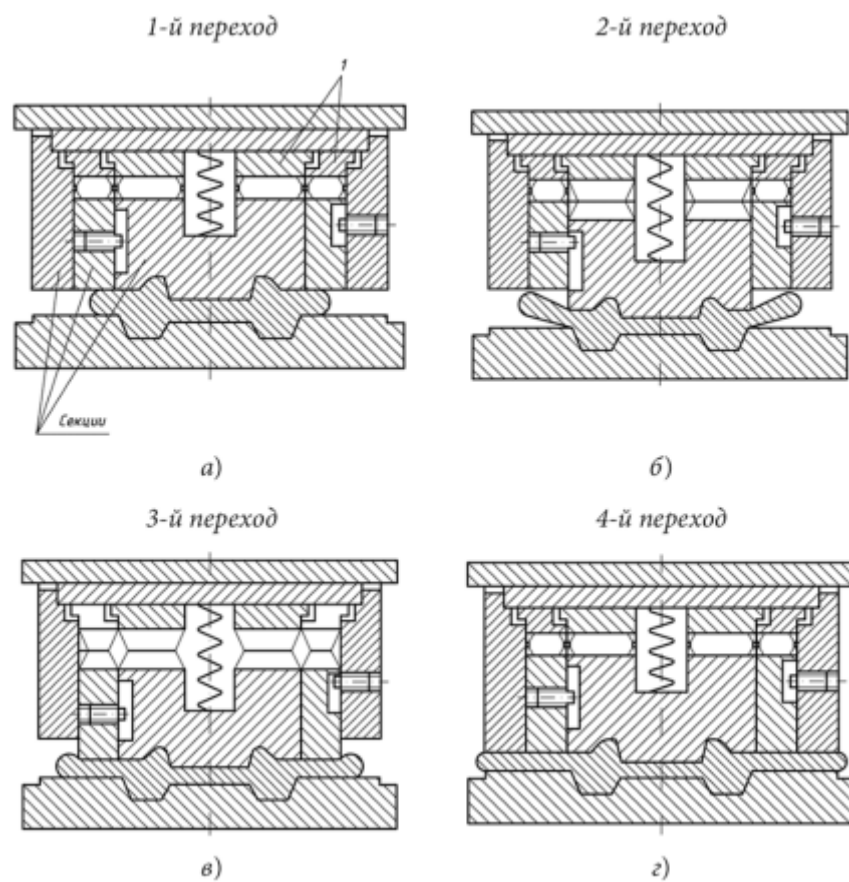 1-й переход
2-й переход
1
Секции
а)
б)
3-й переход
4-й переход
в)
г)